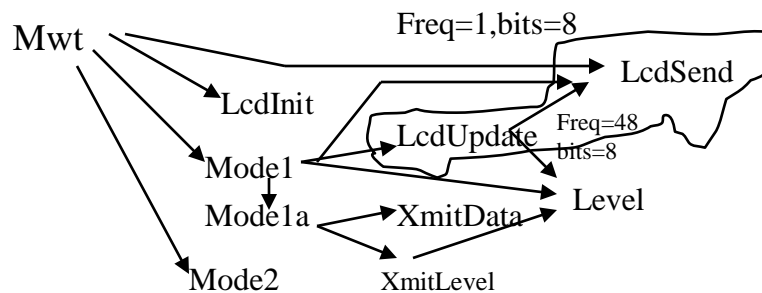 Freq=1,bits=8
Mwt
LcdSend
LcdInit
LcdUpdate
Freq=48
bits=8
Mode1
Level
Mode1a
XmitData
Mode2
XmitLevel